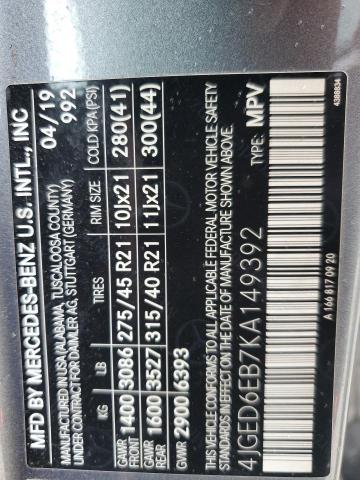 MFD BY MERCEDES-BENZ U.S. INTL., INC
MANUFACTURED IN USA (ALABAMA, TUSCALOOSA COUNTY)
UNDER CONTRACT FOR DAIMLER AG, STUTTGART (GERMANY)
04/19
992
KG LB TIRES RIM SIZE COLD KPA (PSI)
GAWR FRONT 1400 3086 275/45 R21 10Jx21 280(41)
GAWR REAR 1600 3527 315/40 R21 11Jx21 300(44)
GVWR 2900 6393
THIS VEHICLE CONFORMS TO ALL APPLICABLE FEDERAL MOTOR VEHICLE SAFETY
STANDARDS IN EFFECT ON THE DATE OF MANUFACTURE SHOWN ABOVE.
4JGED6EB7KA149392 TYPE: MPV
A 166 817 09 20
4388834